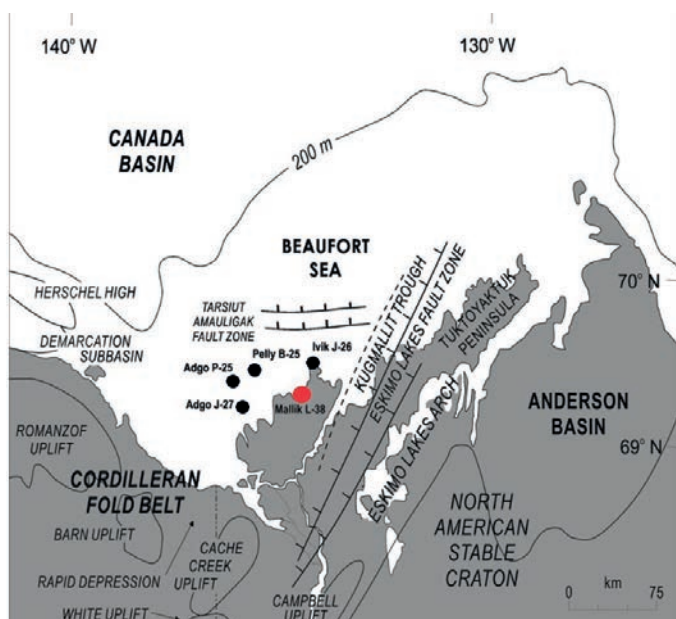 140° W
130° W
CANADA
BASIN
200 m
BEAUFORT
SEA
HERSCHEL HIGH
TARSIUT
AMAULIGAK
FAULT ZONE
KUGMALLIT TROUGH
ESKIMO LAKES FAULT ZONE
TUKTOYAKTUK
PENINSULA
70° N
DEMARCATION
SUBBASIN
Pelly B-25
Ivik J-26
Adgo P-25
Adgo J-27
Mallik L-38
ESKIMO LAKES ARCH
ANDERSON
BASIN
69° N
ROMANZOF
UPLIFT
CORDILLERAN
FOLD BELT
BARN UPLIFT
RAPID DEPRESSION
CACHE
CREEK
UPLIFT
WHITE UPLIFT
CAMPBELL
UPLIFT
NORTH
AMERICAN
STABLE
CRATON
km
0 75